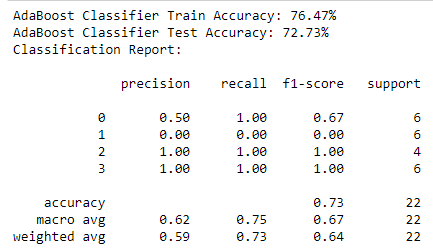 AdaBoost Classifier Train Accuracy: 76.47%
AdaBoost Classifier Test Accuracy: 72.73%
Classification Report:
precision recall f1-score support
0 0.50 1.00 0.67 6
1 0.00 0.00 0.00 6
2 1.00 1.00 1.00 4
3 1.00 1.00 1.00 6
accuracy 0.73 22
macro avg 0.62 0.75 0.67 22
weighted avg 0.59 0.73 0.64 22